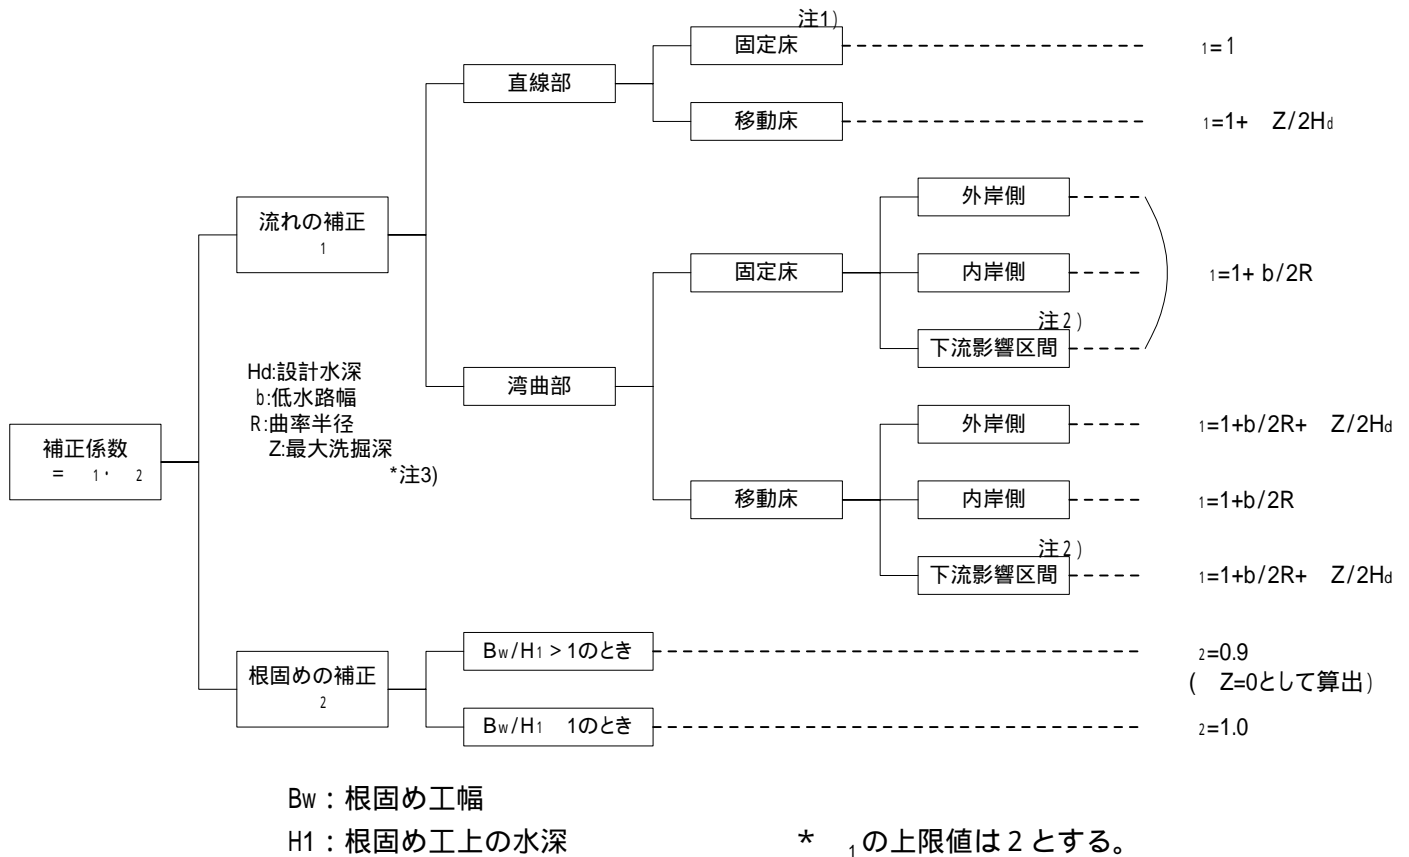 注1)
固定床
₁=1
直線部
移動床
₁=1+ Z/2Hd
外岸側
流れの補正
₁
固定床
内岸側
₁=1+ b/2R
注2)
下流影響区間
Hd:設計水深
b:低水路幅
R:曲率半径
Z:最大洗掘深
*注3)
湾曲部
外岸側
₁=1+b/2R+ Z/2Hd
補正係数
= ₁・ ₂
移動床
内岸側
₁=1+b/2R
注2)
下流影響区間
₁=1+b/2R+ Z/2Hd
Bw/H1 > 1のとき
₂=0.9
( Z=0として算出)
根固めの補正
₂
Bw/H1 1のとき
₂=1.0
Bw：根固め工幅
H1：根固め工上の水深
* ₁の上限値は2とする。